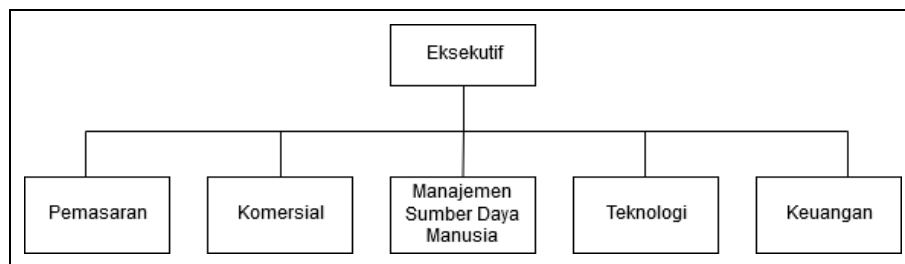 Eksekutif
Pemasaran
Komersial
Manajemen
Sumber Daya
Manusia
Teknologi
Keuangan